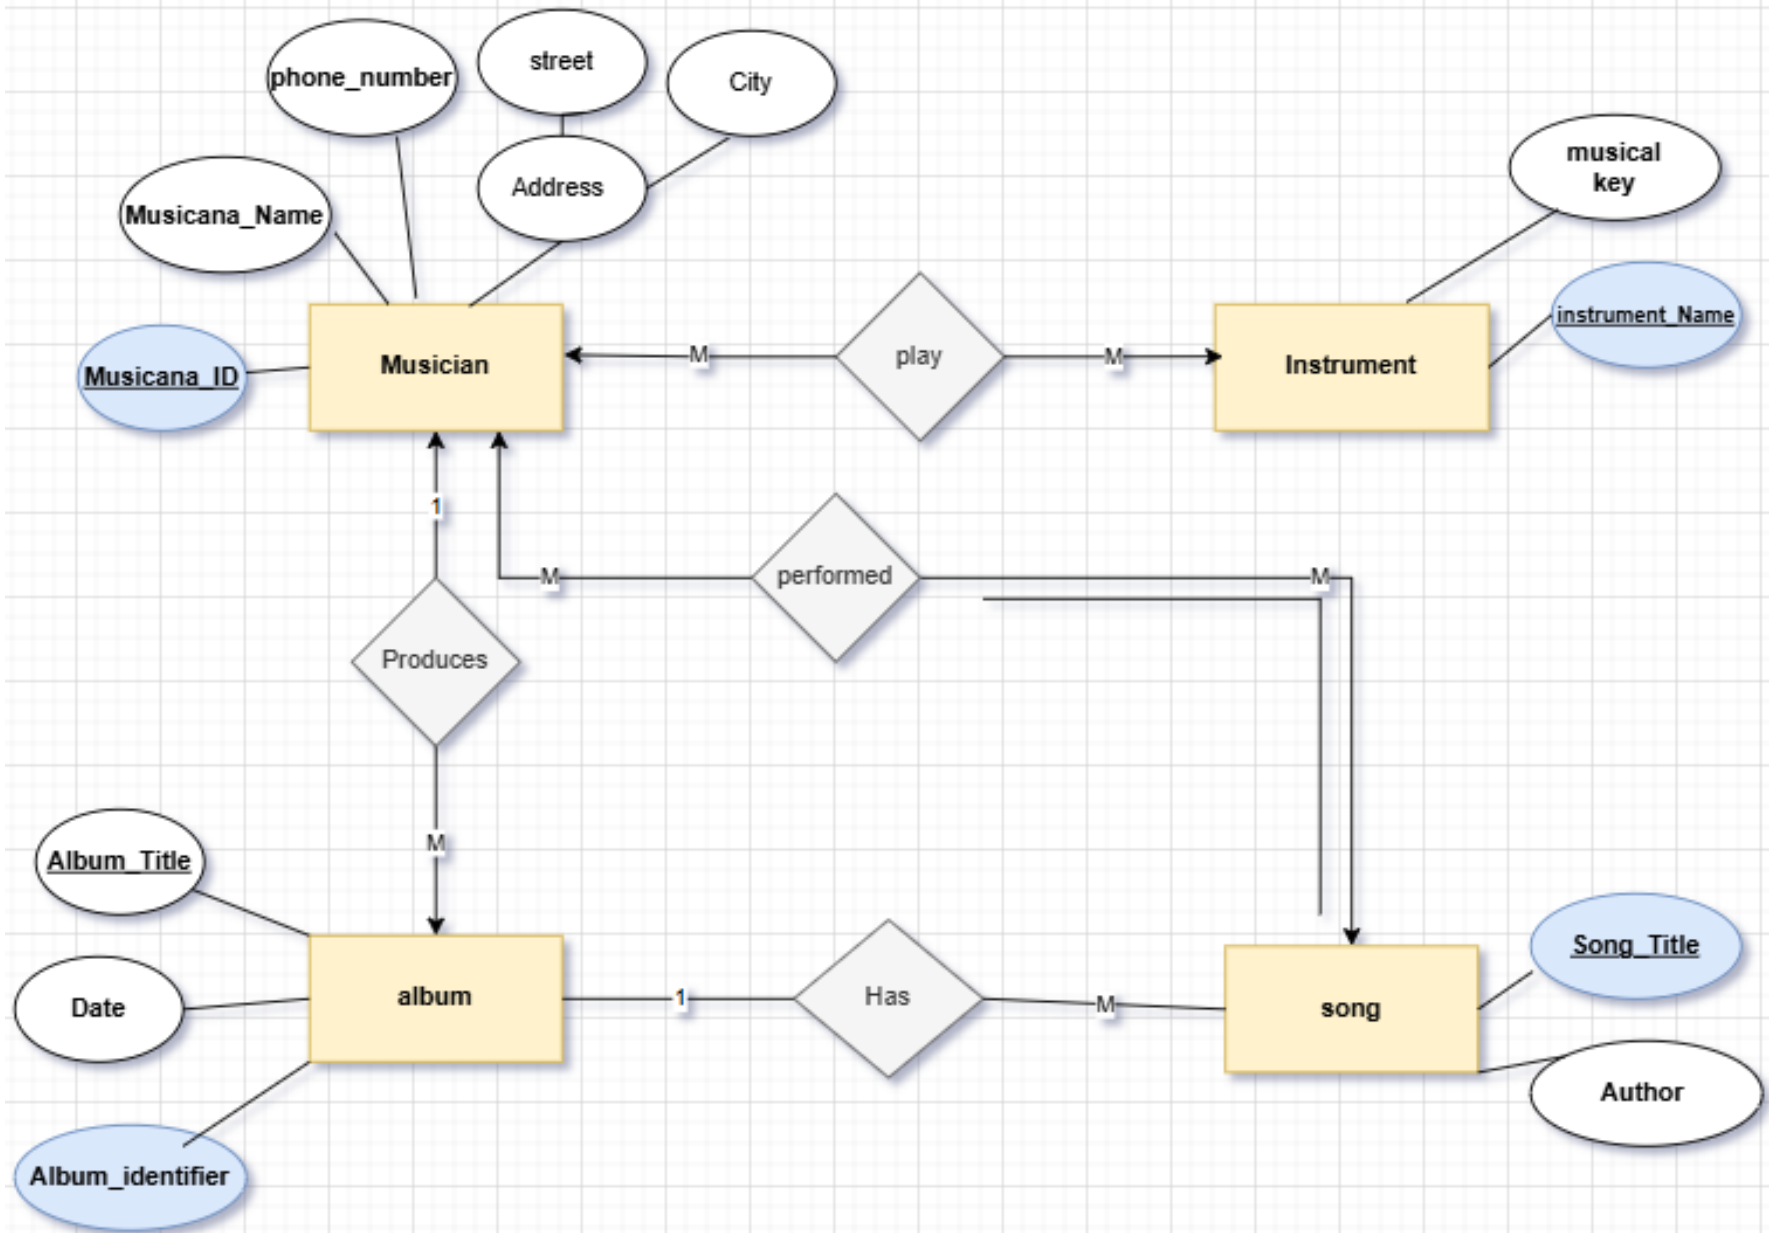 phone_number
street
City
Musicana_Name
Address
musical
key
instrument_Name
Musicana_ID
Musician
M
play
M
Instrument
1
M
performed
M
Produces
M
Album_Title
Date
album
1
Has
M
song
Song_Title
Author
Album_identifier